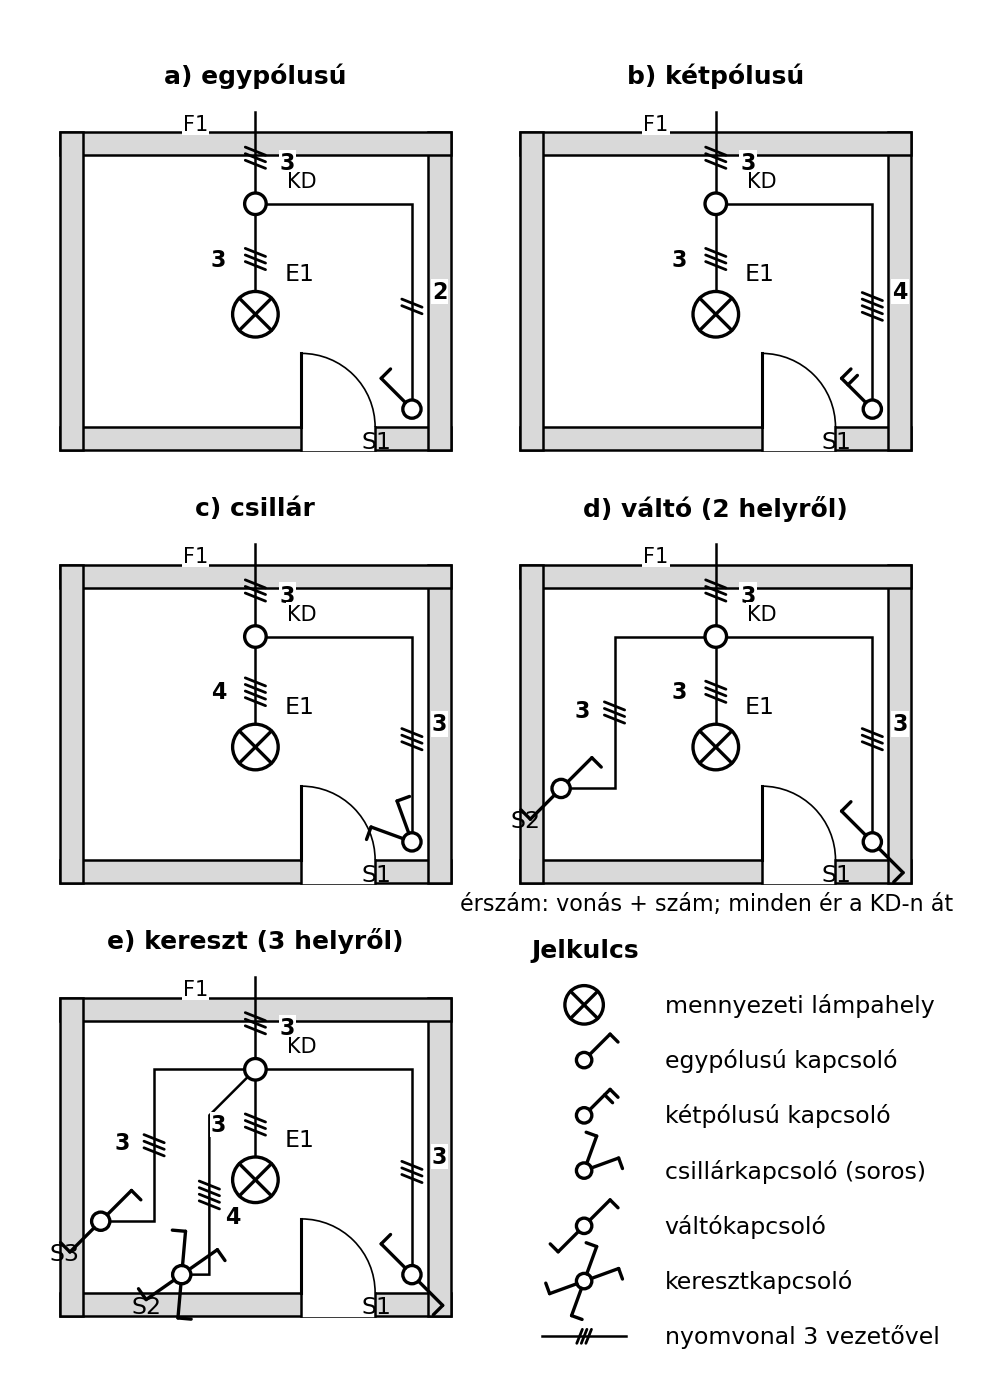 a) egypólusú
F1
3
KD
3
E1
2
S1
b) kétpólusú
F1
3
KD
3
E1
4
S1
c) csillár
F1
3
KD
4
E1
3
S1
d) váltó (2 helyről)
F1
3
KD
3
3
E1
3
S2
S1
érszám: vonás + szám; minden ér a KD-n át
e) kereszt (3 helyről)
F1
3
KD
3
3
E1
3
4
S3
S2
S1
Jelkulcs
mennyezeti lámpahely
egypólusú kapcsoló
kétpólusú kapcsoló
csillárkapcsoló (soros)
váltókapcsoló
keresztkapcsoló
nyomvonal 3 vezetővel